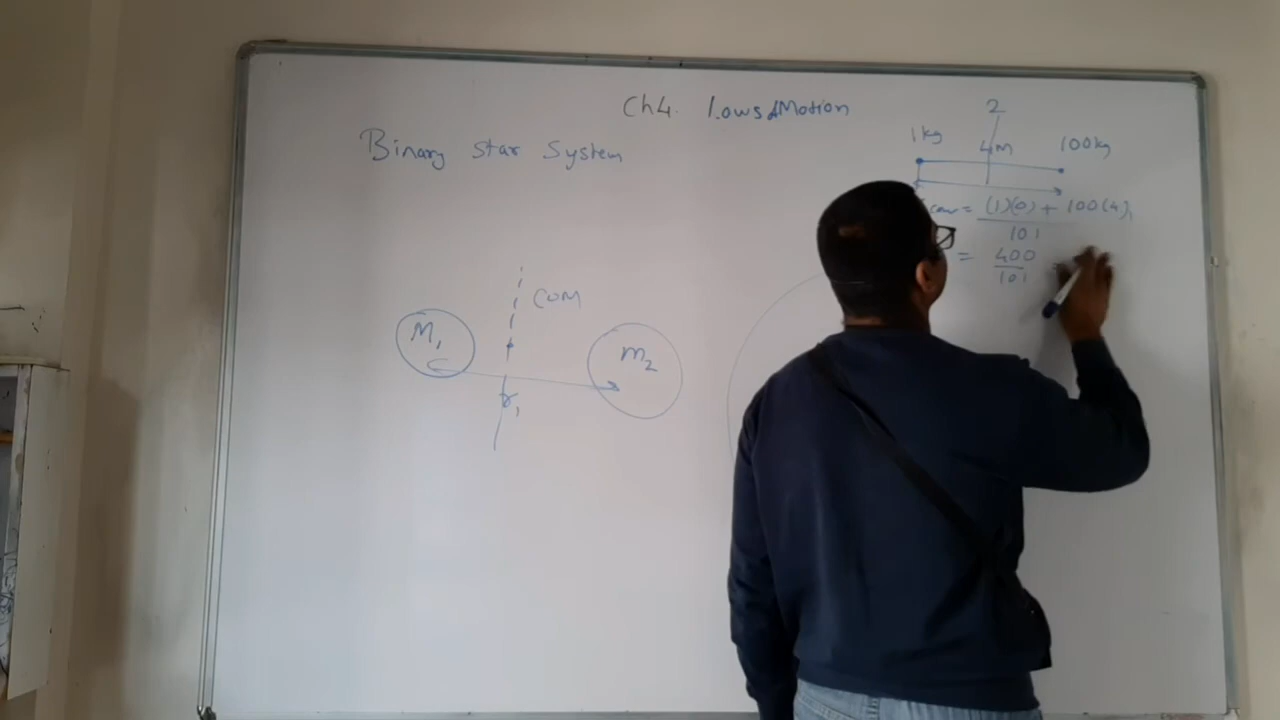 Ch4. Laws of Motion
Binary Star System
2
1kg 4M 100kg
com = (1)(0) + 100(4)
101
= 400
101
COM
M1
m2
r1